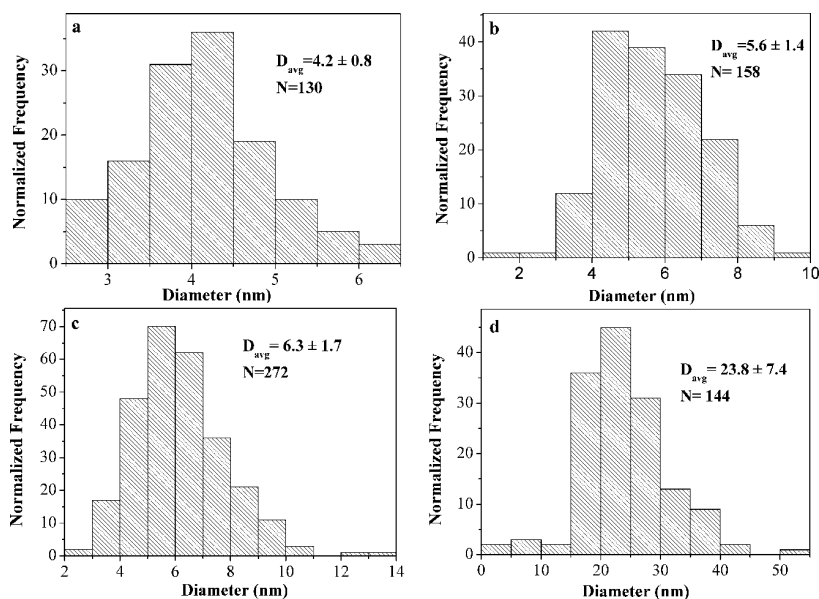 a
D_avg=4.2 ± 0.8
N=130
Normalized Frequency
30
20
10
0
3 4 5 6
Diameter (nm)
b
D_avg=5.6 ± 1.4
N= 158
Normalized Frequency
40
30
20
10
0
2 4 6 8 10
Diameter (nm)
c
D_avg= 6.3 ± 1.7
N=272
Normalized Frequency
70
60
50
40
30
20
10
0
2 4 6 8 10 12 14
Diameter (nm)
d
D_avg= 23.8 ± 7.4
N= 144
Normalized Frequency
40
30
20
10
0
0 10 20 30 40 50
Diameter (nm)